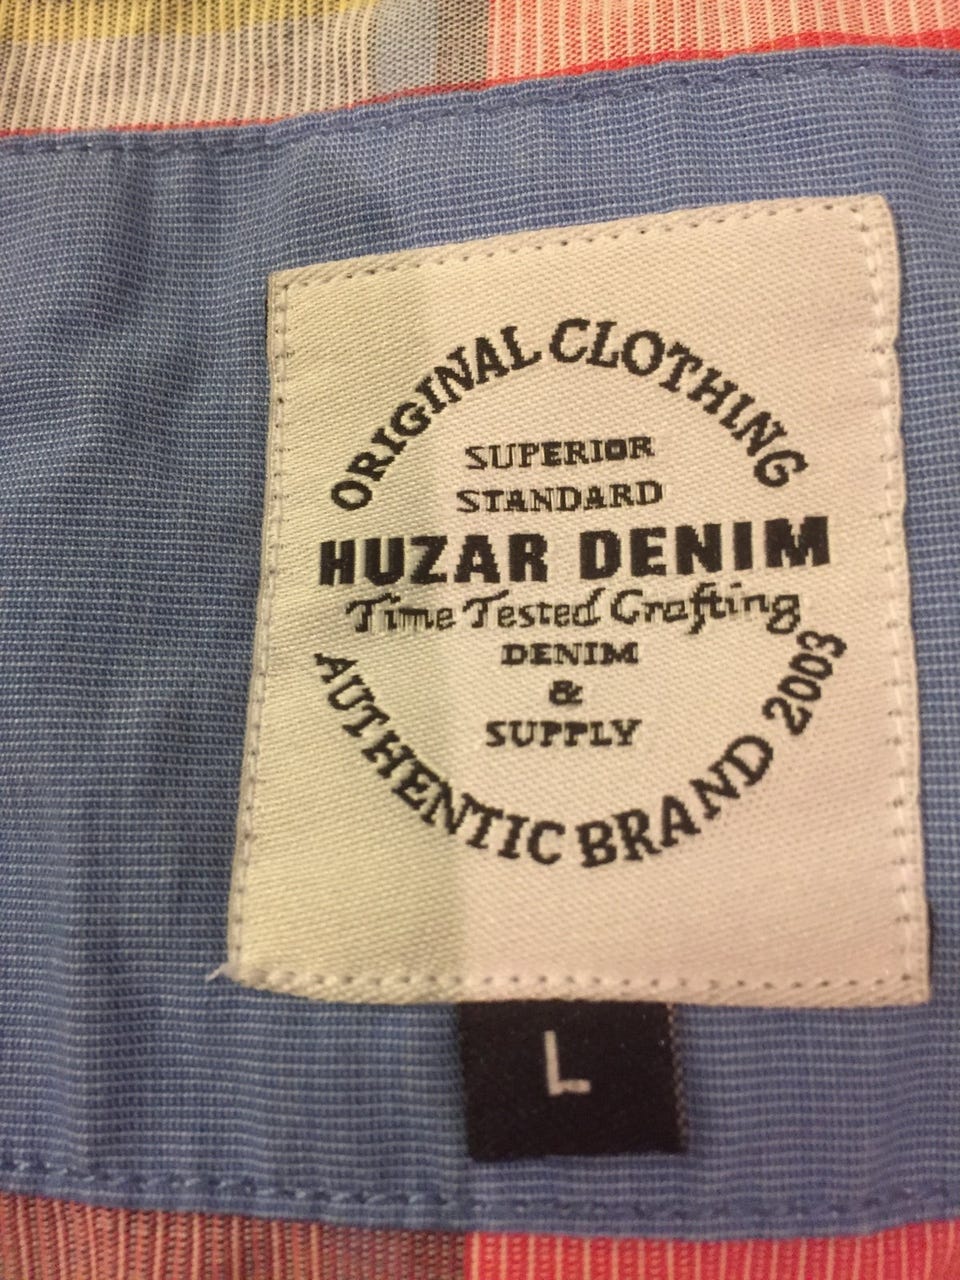 ORIGINAL CLOTHING
SUPERIOR
STANDARD
HUZAR DENIM
Time Tested Crafting
DENIM
&
SUPPLY
AUTHENTIC BRAND 2003
L